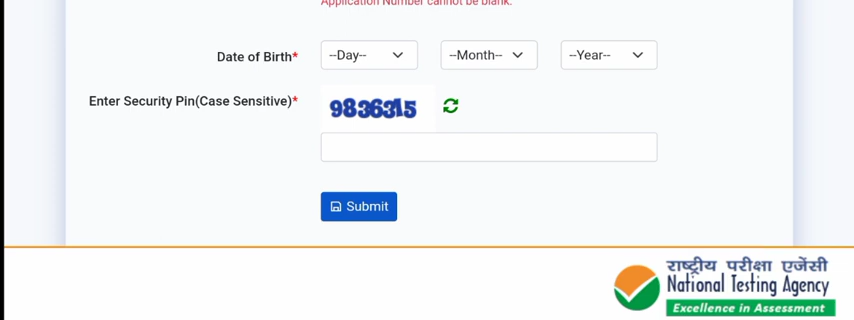 Application Number cannot be blank.
Date of Birth* --Day-- --Month-- --Year--
Enter Security Pin(Case Sensitive)*
Submit
राष्ट्रीय परीक्षा एजेंसी
National Testing Agency
Excellence in Assessment